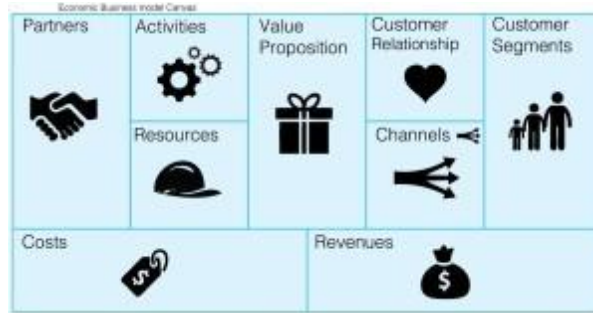 Economic Business model Canvas
Partners
Activities
Value
Proposition
Customer
Relationship
Customer
Segments
Resources
Channels
Costs
$
Revenues
$